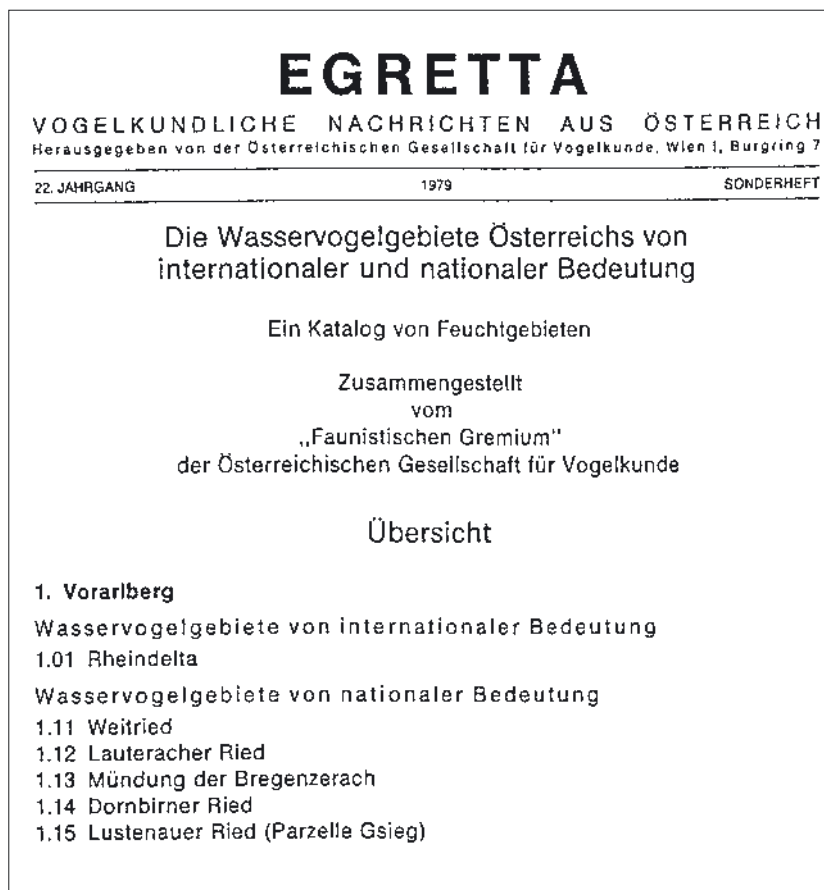 EGRETTA
VOGELKUNDLICHE NACHRICHTEN AUS ÖSTERREICH
Herausgegeben von der Österreichischen Gesellschaft für Vogelkunde, Wien I, Burgring 7
22. JAHRGANG 1979 SONDERHEFT
Die Wasservogelgebiete Österreichs von
internationaler und nationaler Bedeutung
Ein Katalog von Feuchtgebieten
Zusammengestellt
vom
„Faunistischen Gremium“
der Österreichischen Gesellschaft für Vogelkunde
Übersicht
1. Vorarlberg
Wasservogelgebiete von internationaler Bedeutung
1.01 Rheindelta
Wasservogelgebiete von nationaler Bedeutung
1.11 Weitried
1.12 Lauteracher Ried
1.13 Mündung der Bregenzerach
1.14 Dornbirner Ried
1.15 Lustenauer Ried (Parzelle Gsieg)